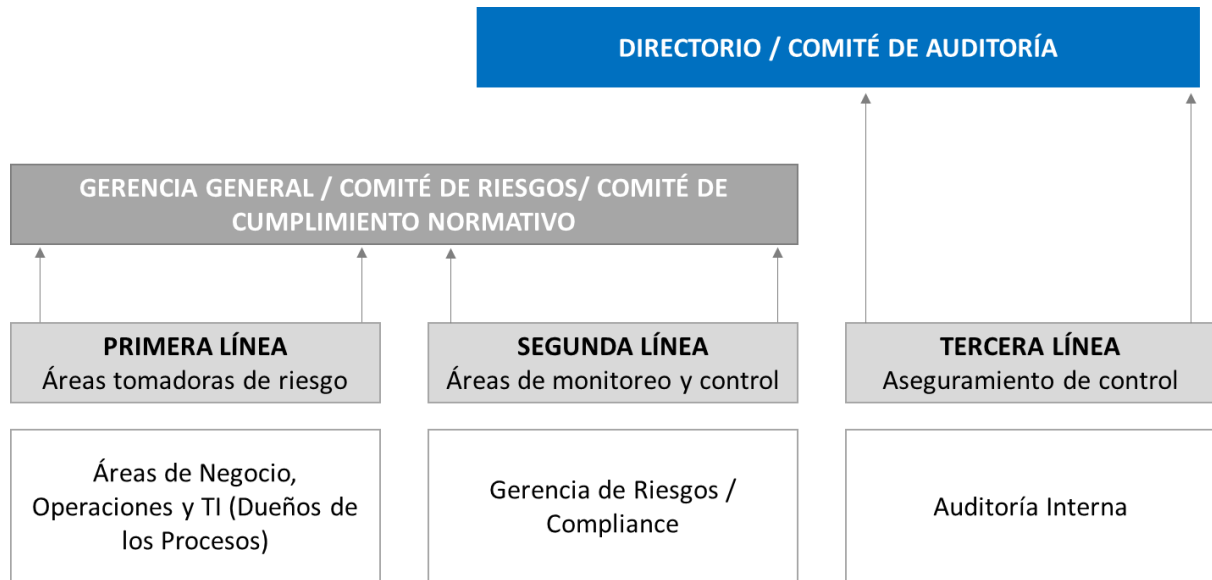 DIRECTORIO / COMITÉ DE AUDITORÍA
GERENCIA GENERAL / COMITÉ DE RIESGOS/ COMITÉ DE
CUMPLIMIENTO NORMATIVO
PRIMERA LÍNEA
Áreas tomadoras de riesgo
SEGUNDA LÍNEA
Áreas de monitoreo y control
TERCERA LÍNEA
Aseguramiento de control
Áreas de Negocio,
Operaciones y TI (Dueños de
los Procesos)
Gerencia de Riesgos /
Compliance
Auditoría Interna